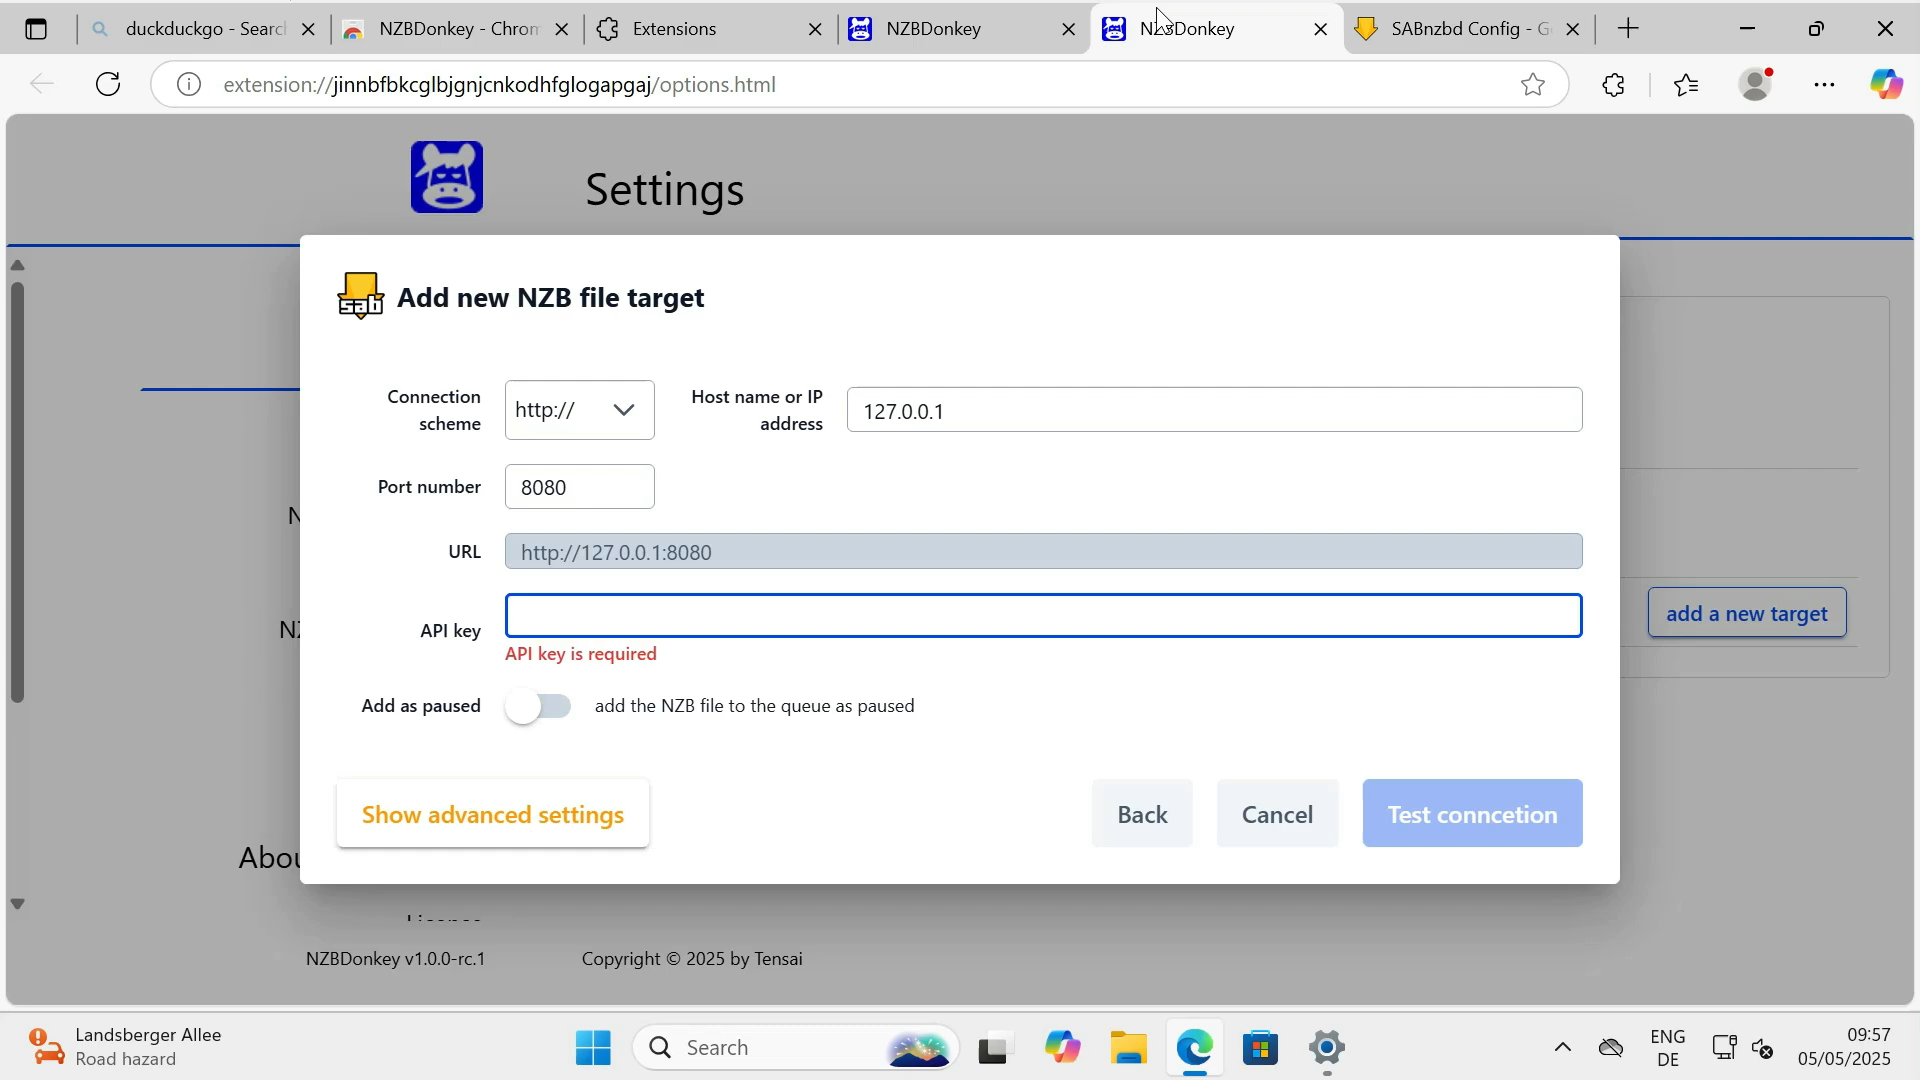 duckduckgo - Searc
NZBDonkey - Chrom
Extensions
NZBDonkey
NZBDonkey
SABnzbd Config - G
extension://jinnbfbkcglbjgnjcnkodhfglogapgaj/options.html
Settings
Add new NZB file target
Connection scheme
http://
Host name or IP address
127.0.0.1
Port number
8080
URL
http://127.0.0.1:8080
API key
API key is required
Add as paused
add the NZB file to the queue as paused
add a new target
Show advanced settings
Back
Cancel
Test conncetion
N
NZ
Abou
NZBDonkey v1.0.0-rc.1
Copyright © 2025 by Tensai
Landsberger Allee
Road hazard
Search
ENG
DE
09:57
05/05/2025